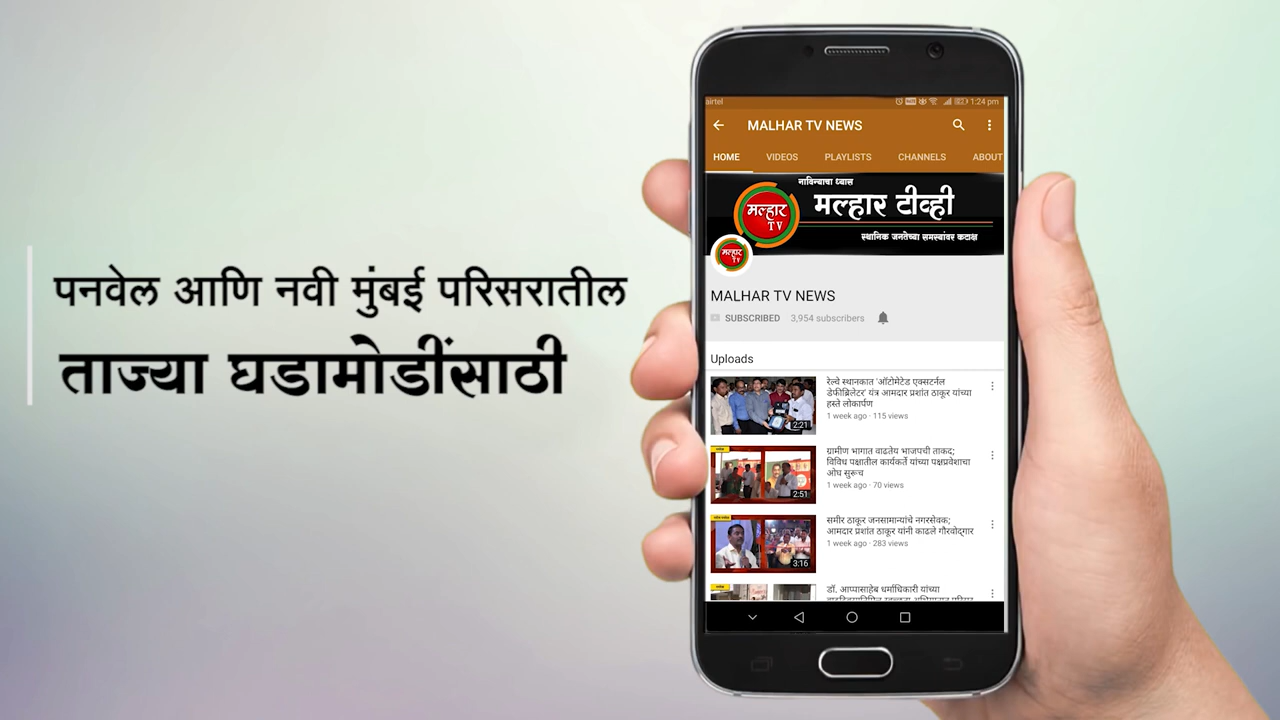 पनवेल आणि नवी मुंबई परिसरातील
ताज्या घडामोडींसाठी
airtel
1:24 pm
MALHAR TV NEWS
HOME VIDEOS PLAYLISTS CHANNELS ABOUT
नाविन्याचा ध्यास
मल्हार टीव्ही
मल्हार
TV
स्थानिक जनतेच्या समस्यांवर कटाक्ष
मल्हार
TV
MALHAR TV NEWS
SUBSCRIBED 3,954 subscribers
Uploads
रेल्वे स्थानकात 'ऑटोमेटेड एक्सटर्नल
डेफीब्रिलेटर' यंत्र आमदार प्रशांत ठाकूर यांच्या
हस्ते लोकार्पण
1 week ago · 115 views
2:21
ग्रामीण भागात वाढतेय भाजपची ताकद;
विविध पक्षातील कार्यकर्ते यांच्या पक्षप्रवेशाचा
ओघ सुरूच
1 week ago · 70 views
2:51
समीर ठाकूर जनसामान्यांचे नगरसेवक;
आमदार प्रशांत ठाकूर यांनी काढले गौरवोद्गार
1 week ago · 283 views
3:16
डॉ. आप्पासाहेब धर्माधिकारी यांच्या